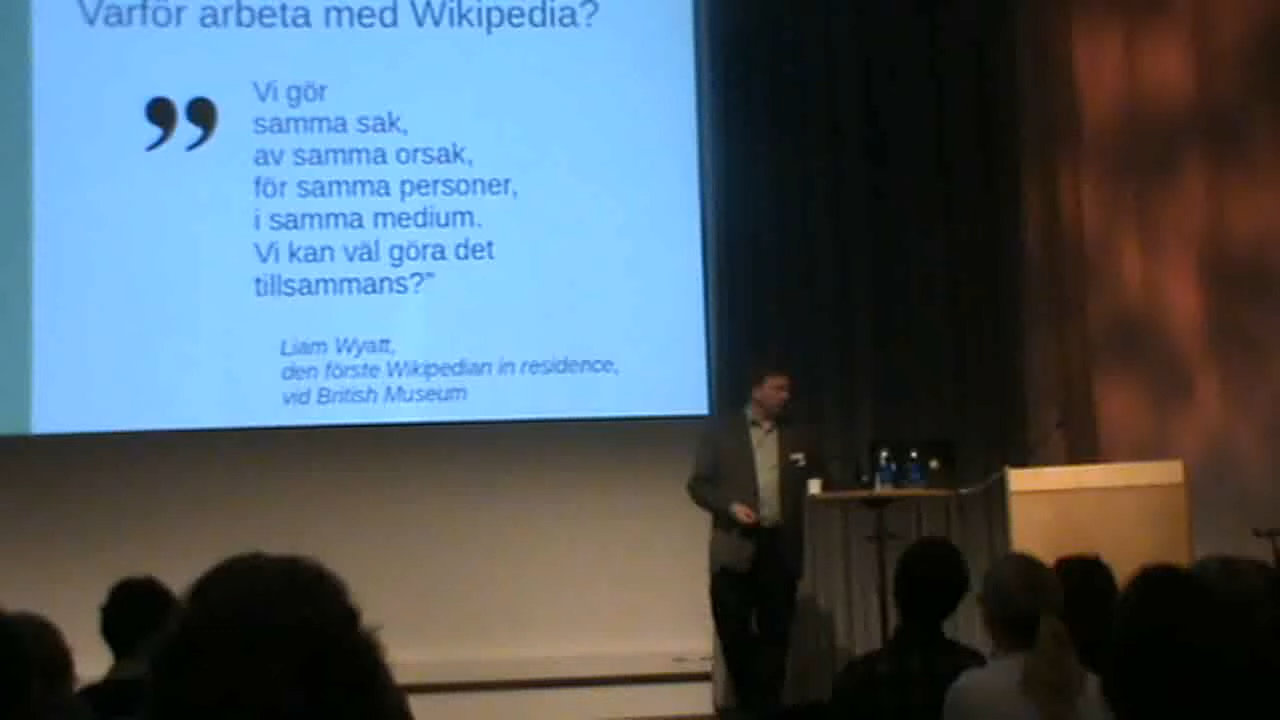 Varför arbeta med Wikipedia?
”
Vi gör
samma sak,
av samma orsak,
för samma personer,
i samma medium.
Vi kan väl göra det
tillsammans?”
Liam Wyatt,
den förste Wikipedian in residence,
vid British Museum